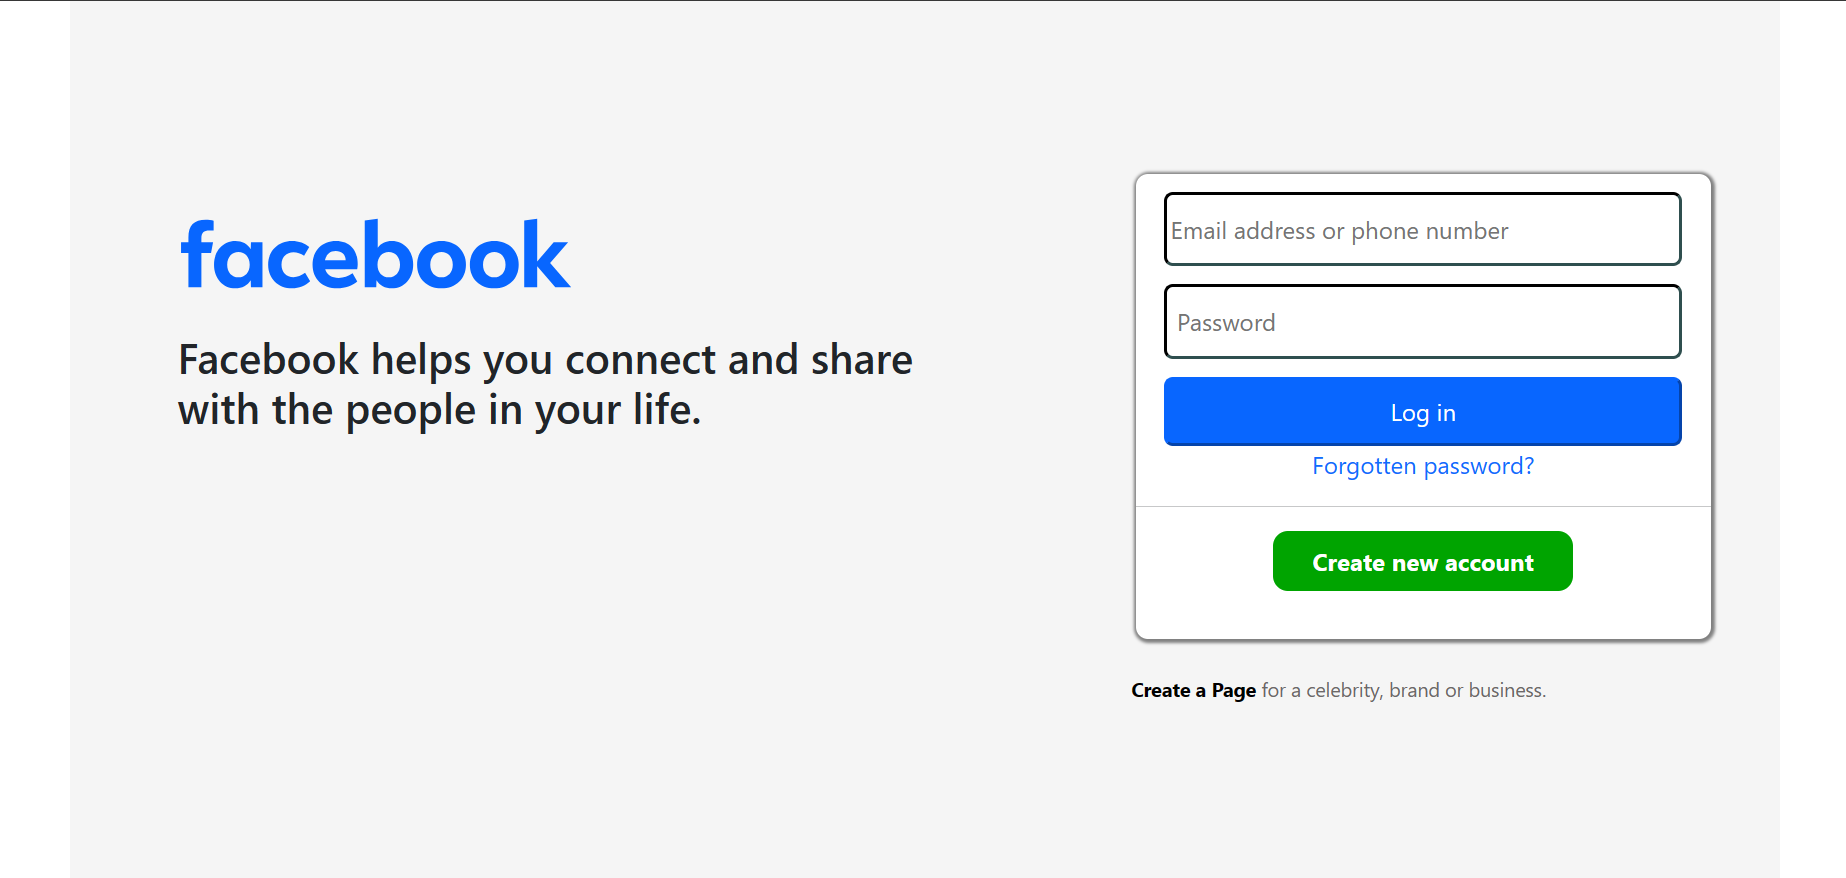 facebook
Facebook helps you connect and share
with the people in your life.
Email address or phone number
Password
Log in
Forgotten password?
Create new account
Create a Page for a celebrity, brand or business.